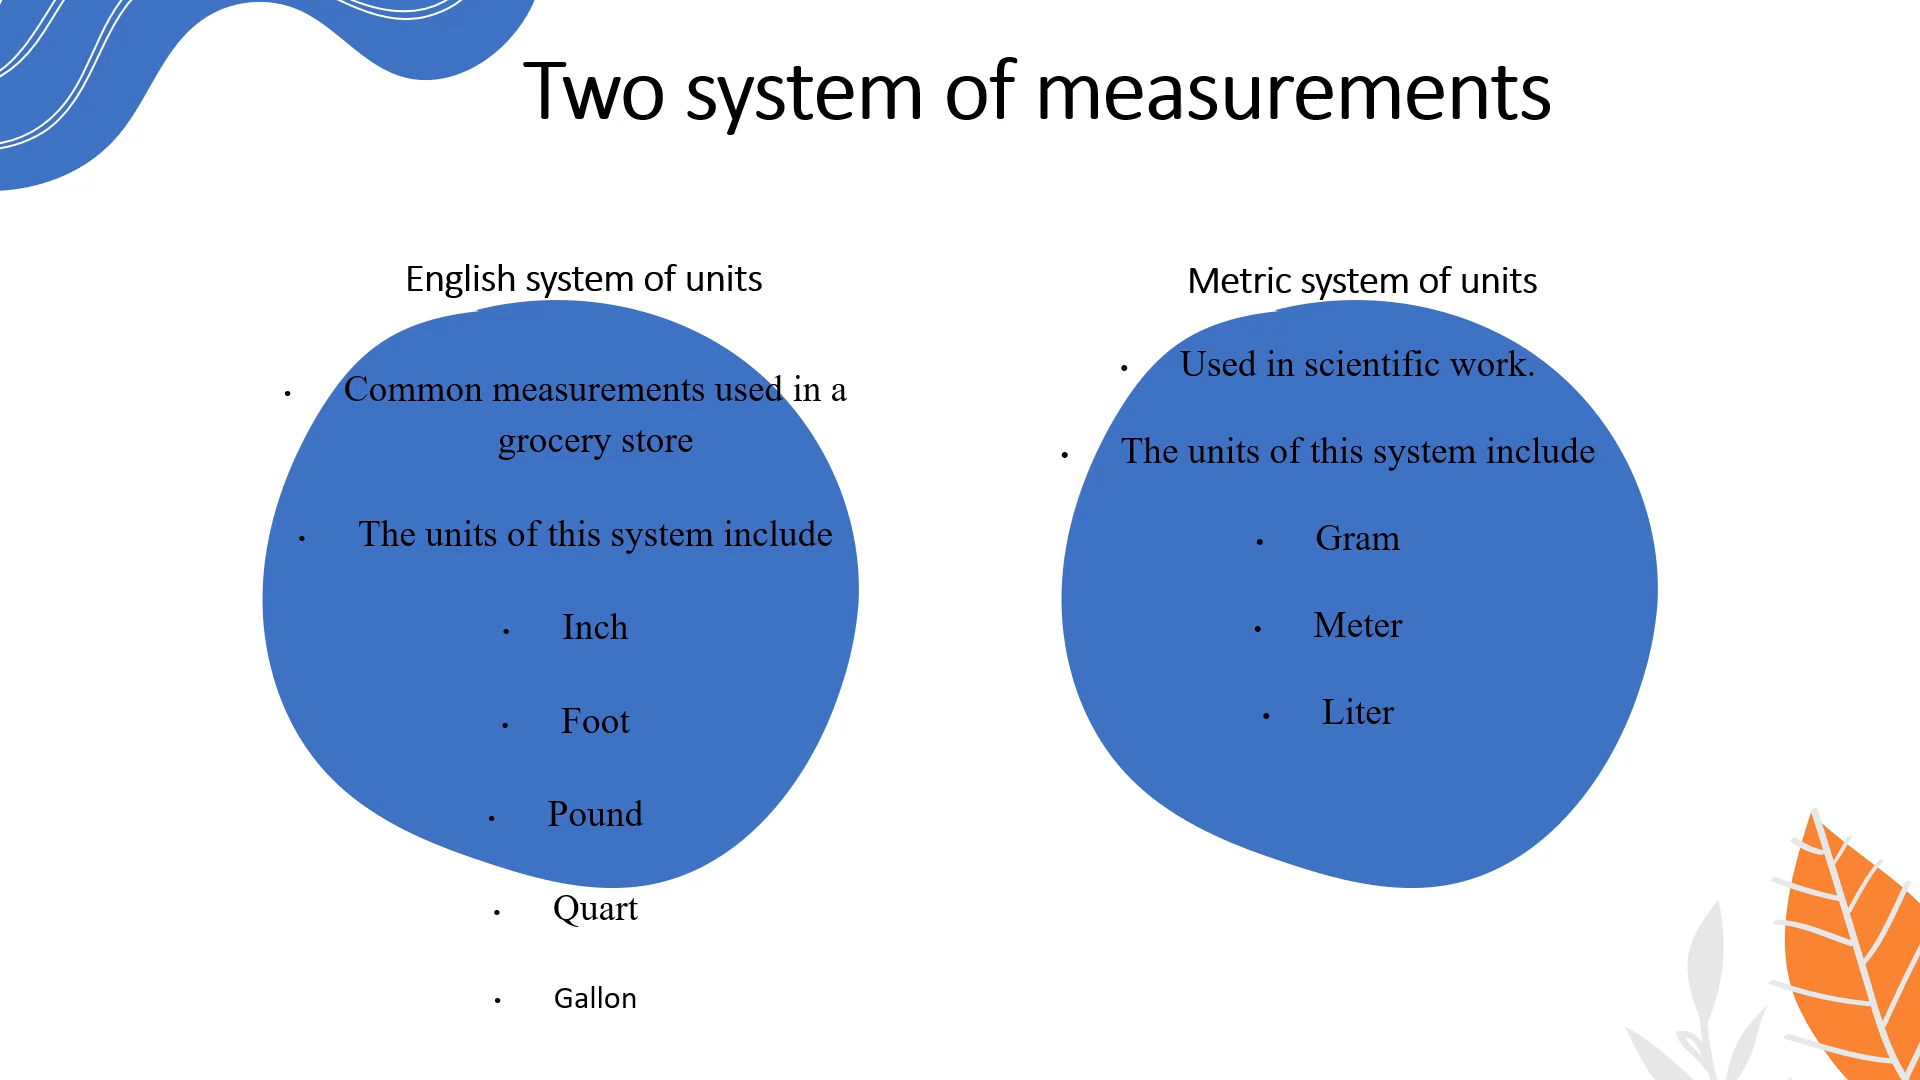 Two system of measurements
English system of units
• Common measurements used in a
grocery store
• The units of this system include
• Inch
• Foot
• Pound
• Quart
• Gallon
Metric system of units
• Used in scientific work.
• The units of this system include
• Gram
• Meter
• Liter